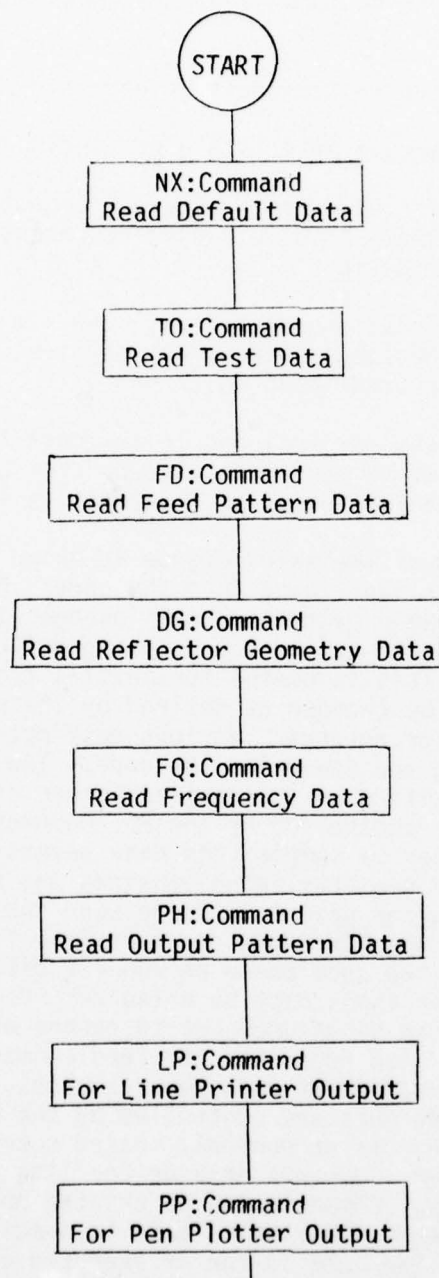 START
NX:Command
Read Default Data
TO:Command
Read Test Data
FD:Command
Read Feed Pattern Data
DG:Command
Read Reflector Geometry Data
FQ:Command
Read Frequency Data
PH:Command
Read Output Pattern Data
LP:Command
For Line Printer Output
PP:Command
For Pen Plotter Output